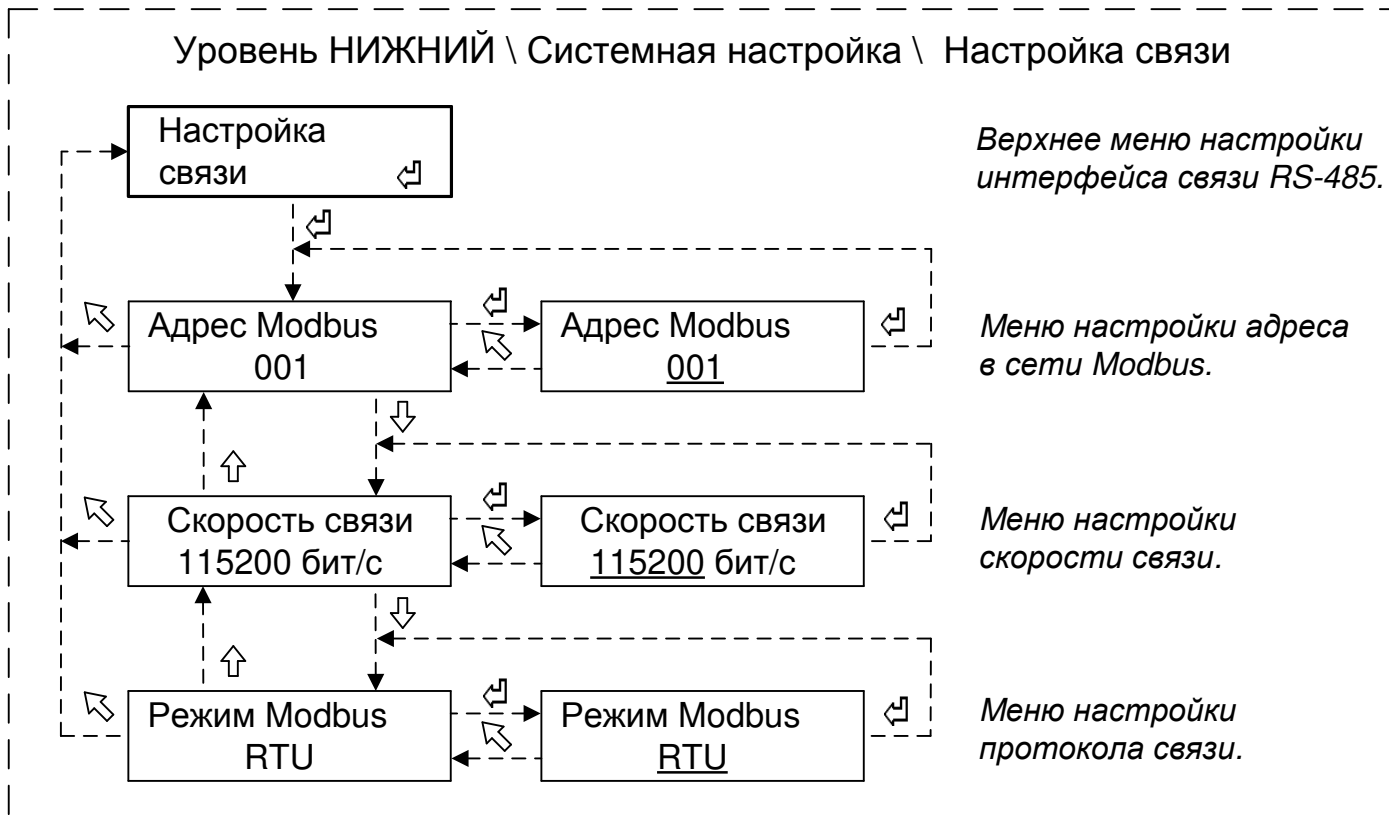 Уровень НИЖНИЙ \ Системная настройка \ Настройка связи
Настройка
связи
Верхнее меню настройки
интерфейса связи RS-485.
Адрес Modbus
001
Адрес Modbus
001
Меню настройки адреса
в сети Modbus.
Скорость связи
115200 бит/с
Скорость связи
115200 бит/с
Меню настройки
скорости связи.
Режим Modbus
RTU
Режим Modbus
RTU
Меню настройки
протокола связи.